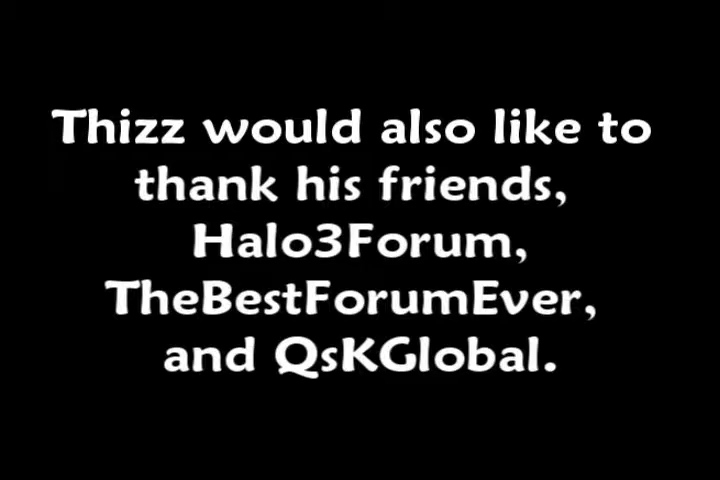 Thizz would also like to
thank his friends,
Halo3Forum,
TheBestForumEver,
and QsKGlobal.